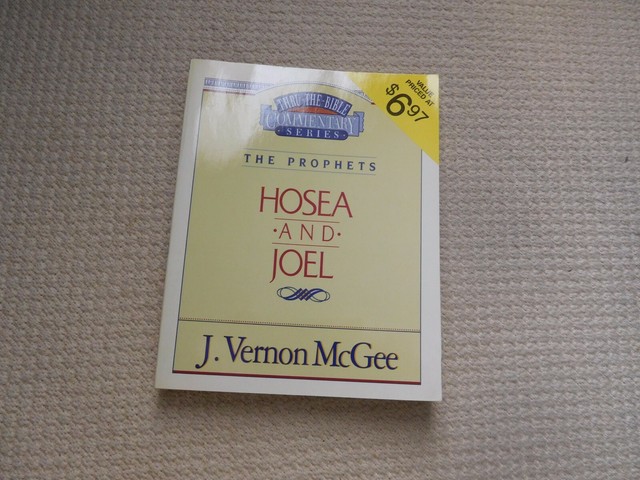 VALUE
PRICED AT
$6.97
THRU THE BIBLE
COMMENTARY
SERIES
THE PROPHETS
HOSEA
·AND·
JOEL
J. Vernon McGee